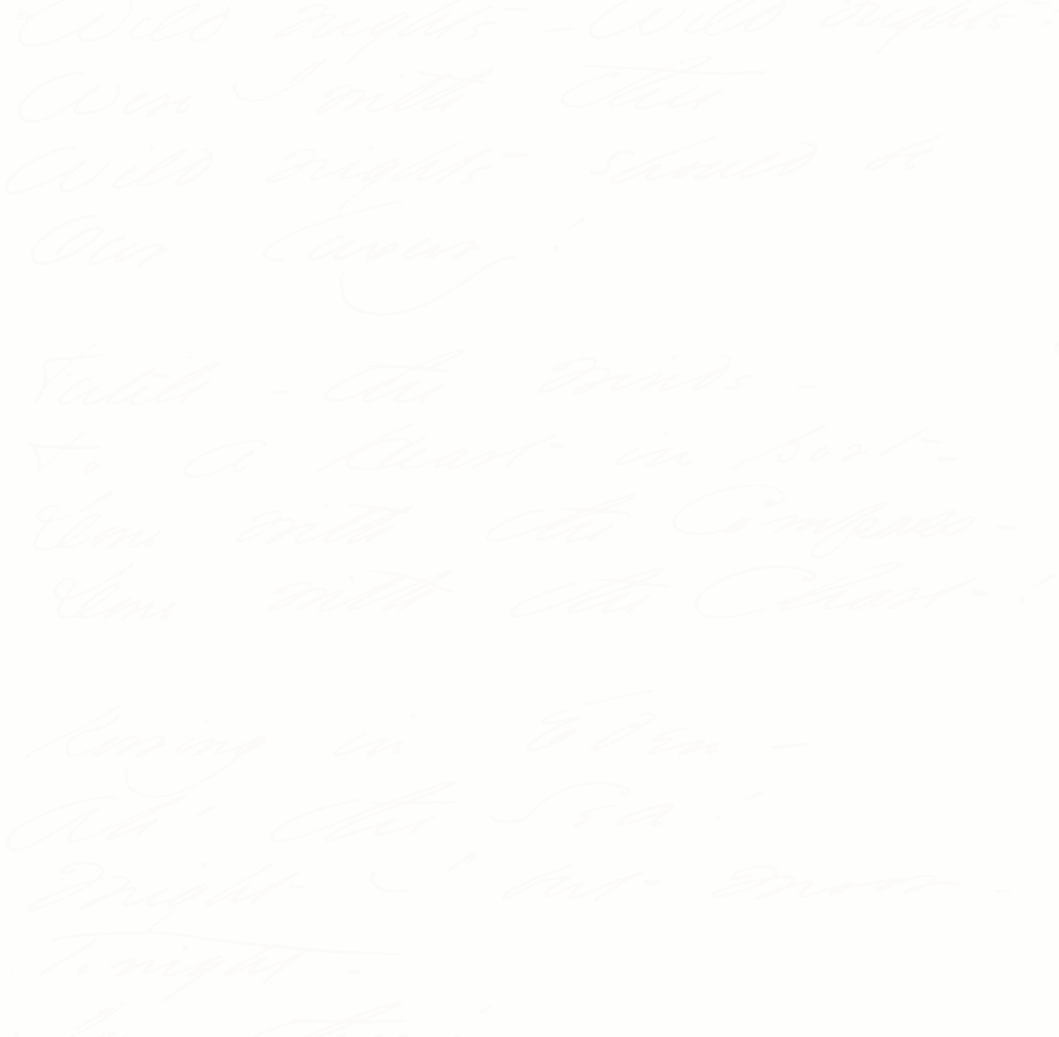 Wild nights - Wild nights -
Were I with thee
Wild nights should be
Our luxury !
Futile - the winds -
To a Heart in port -
Done with the Compass -
Done with the Chart - !
Rowing in Eden -
Ah - the Sea !
Might I but moor -
Tonight -